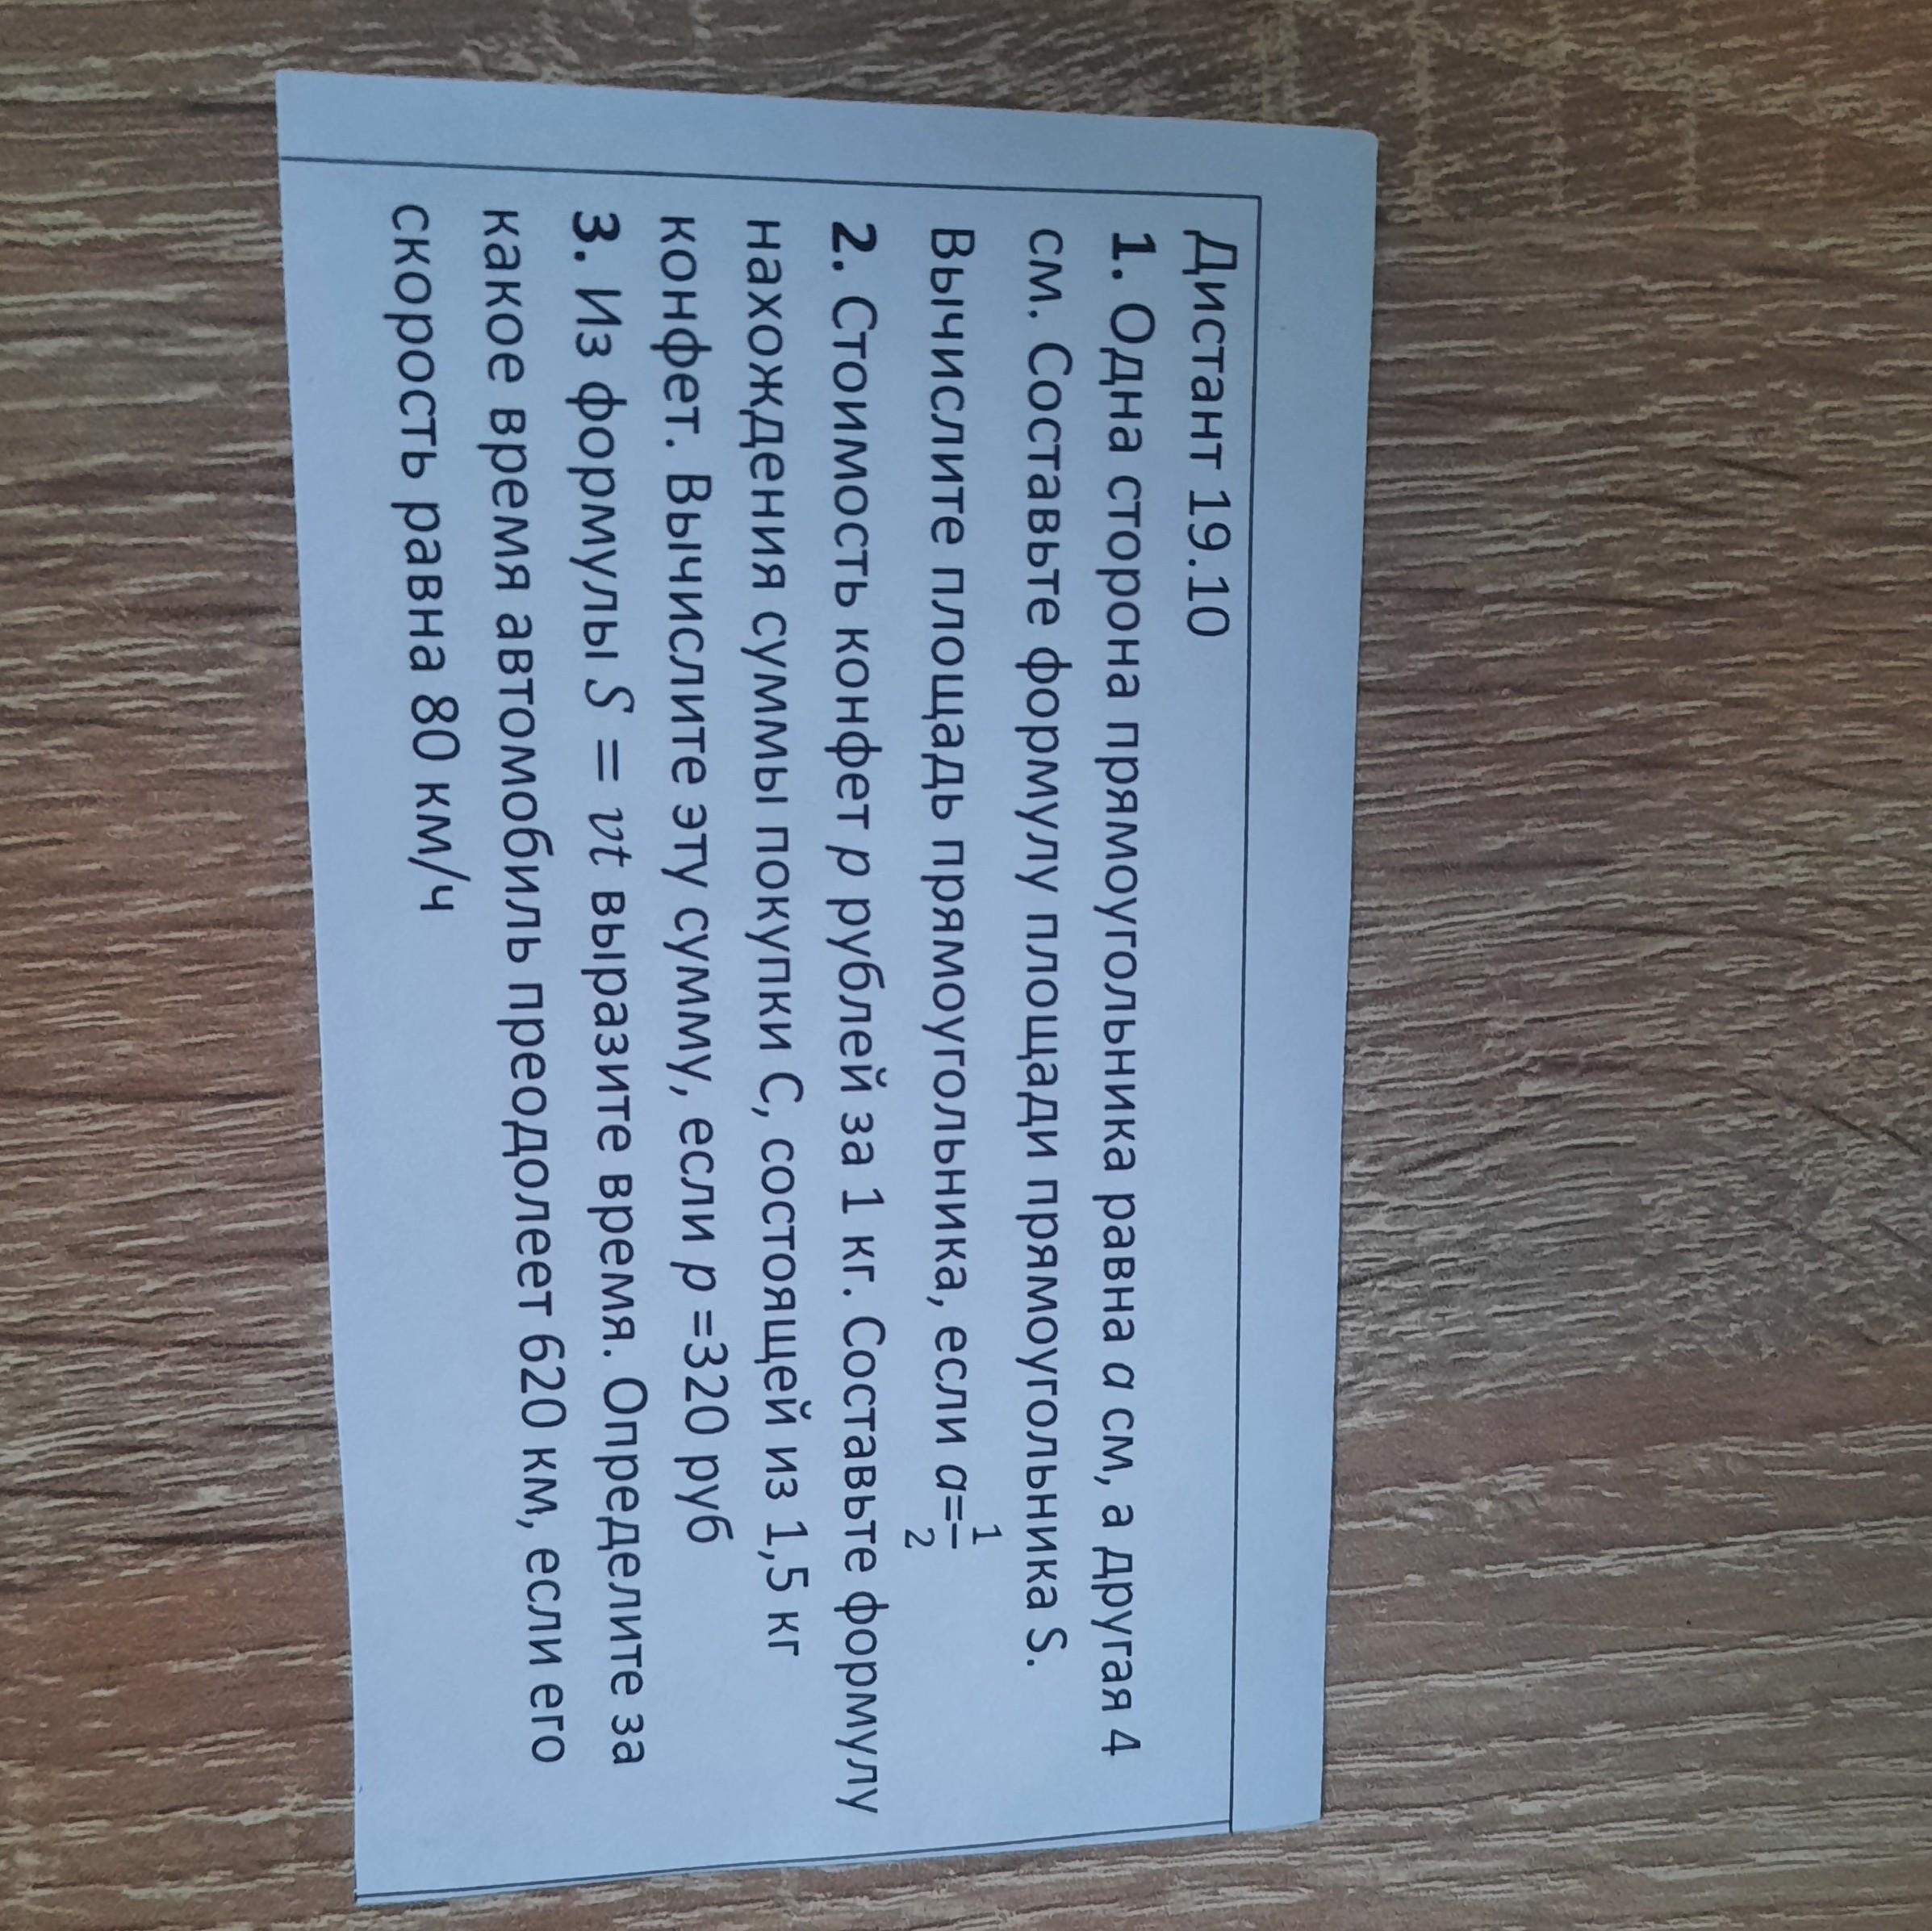 Дистант 19.10
1. Одна сторона прямоугольника равна a см, а другая 4
см. Составьте формулу площади прямоугольника S.
Вычислите площадь прямоугольника, если a=1/2
2. Стоимость конфет p рублей за 1 кг. Составьте формулу
нахождения суммы покупки С, состоящей из 1,5 кг
конфет. Вычислите эту сумму, если p =320 руб
3. Из формулы S = vt выразите время. Определите за
какое время автомобиль преодолеет 620 км, если его
скорость равна 80 км/ч